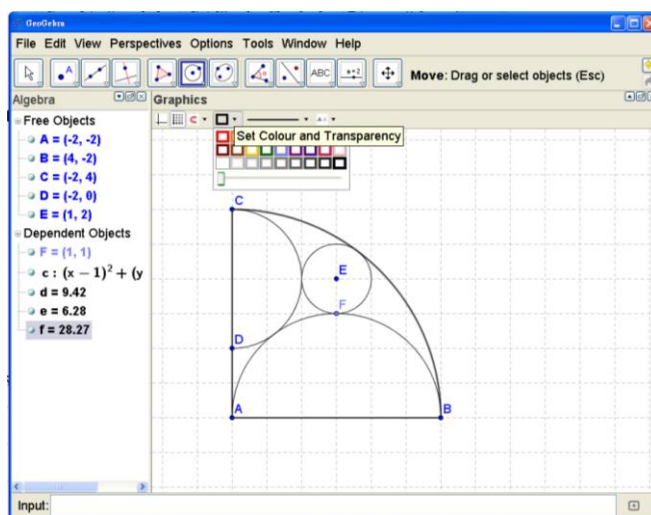 GeoGebra
File Edit View Perspectives Options Tools Window Help
ABC
a=2
Move: Drag or select objects (Esc)
Algebra
Graphics
Free Objects
A = (-2, -2)
B = (4, -2)
C = (-2, 4)
D = (-2, 0)
E = (1, 2)
Dependent Objects
F = (1, 1)
c : (x − 1)² + (y
d = 9.42
e = 6.28
f = 28.27
Set Colour and Transparency
C
E
F
D
A
B
Input: